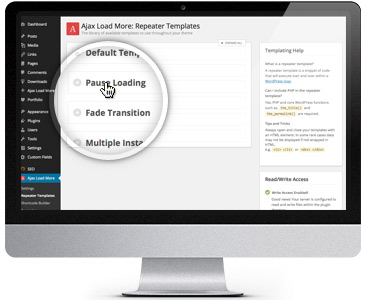 Dashboard
Posts
Media
Links
Pages
Comments
Downloads
Ajax Load More
Portfolio
Appearance
Plugins
Users
Tools
Settings
Custom Fields
SEO
Ajax Load More
Settings
Repeater Templates
Shortcode Builder
A
Ajax Load More: Repeater Templates
The library of available templates to use throughout your theme
EXPAND ALL
Default Temp
Pause Loading
Fade Transition
Multiple Insta
Templating Help
What is a repeater template?
A repeater template is a snippet of code that will execute over and over within a WordPress loop
Can I include PHP in the repeater template?
Yes, PHP and core WordPress functions such as the_title() and the_permalink() are required.
Tips and Tricks
Always open and close your templates with an HTML element; in some rare cases data may not be displayed if not wrapped in HTML.
e.g. <li> </li> or <div> </div>
Read/Write Access
Write Access Enabled!
Good news! Your server is configured to read and write files within the plugin